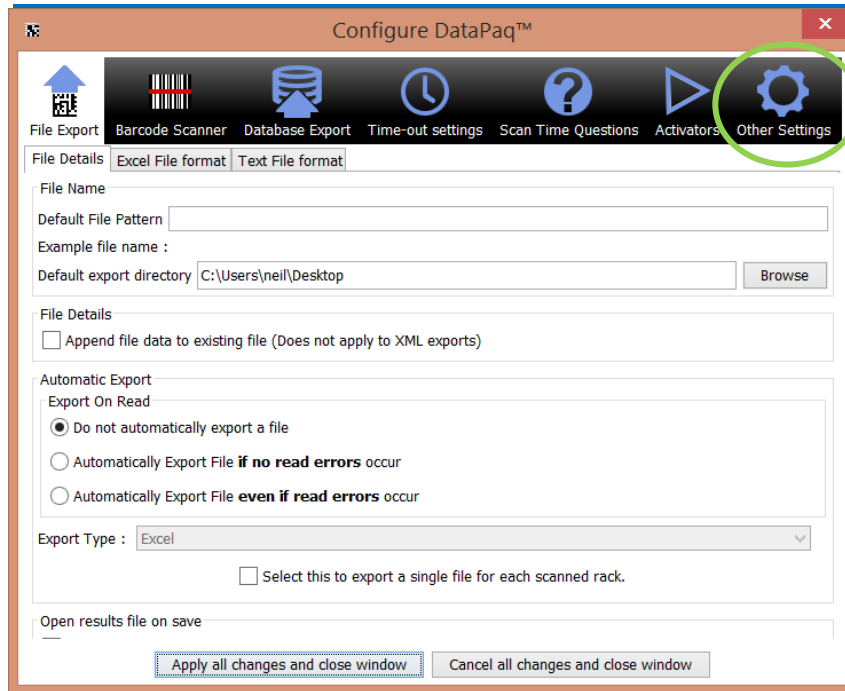 Configure DataPaq™
File Export Barcode Scanner Database Export Time-out settings Scan Time Questions Activators Other Settings
File Details Excel File format Text File format
File Name
Default File Pattern
Example file name :
Default export directory C:\Users\neil\Desktop Browse
File Details
Append file data to existing file (Does not apply to XML exports)
Automatic Export
Export On Read
Do not automatically export a file
Automatically Export File if no read errors occur
Automatically Export File even if read errors occur
Export Type : Excel
Select this to export a single file for each scanned rack.
Open results file on save
Apply all changes and close window Cancel all changes and close window